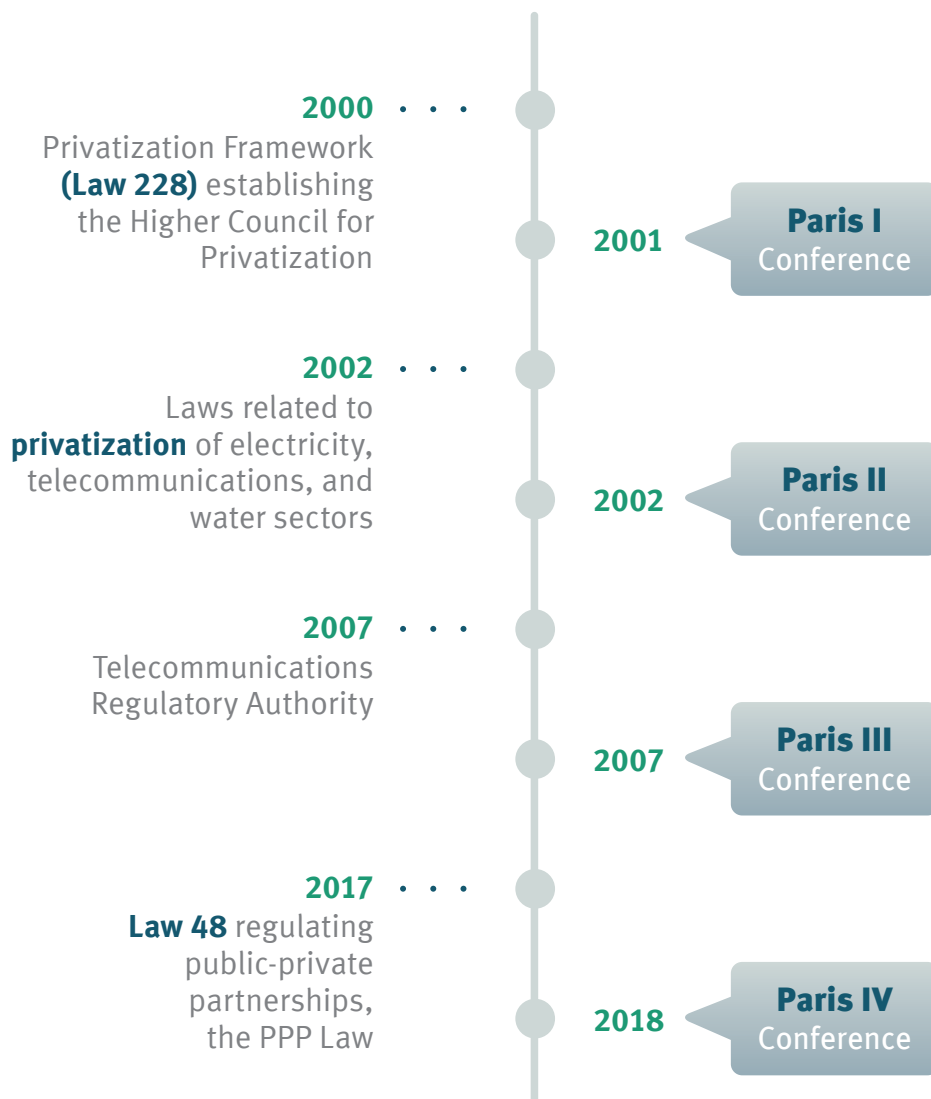 2000
Privatization Framework
(Law 228) establishing
the Higher Council for
Privatization
2001
Paris I
Conference
2002
Laws related to
privatization of electricity,
telecommunications, and
water sectors
2002
Paris II
Conference
2007
Telecommunications
Regulatory Authority
2007
Paris III
Conference
2017
Law 48 regulating
public-private
partnerships,
the PPP Law
2018
Paris IV
Conference